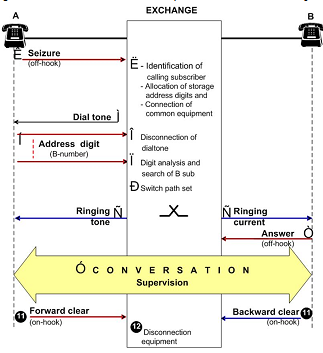 EXCHANGE
A
B
Ê Seizure
(off-hook)
Ë - Identification of
calling subscriber
- Allocation of storage
address digits and
- Connection of
common equipment
Dial tone Ì
Í
Address digit
(B-number)
Î Disconnection of
dialtone
Ï Digit analysis and
search of B sub
Ð Switch path set
Ringing Ñ
tone
Ñ Ringing
current
Answer Ò
(off-hook)
Ó CONVERSATION
Supervision
11 Forward clear
(on-hook)
Backward clear 11
(on-hook)
12 Disconnection
equipment